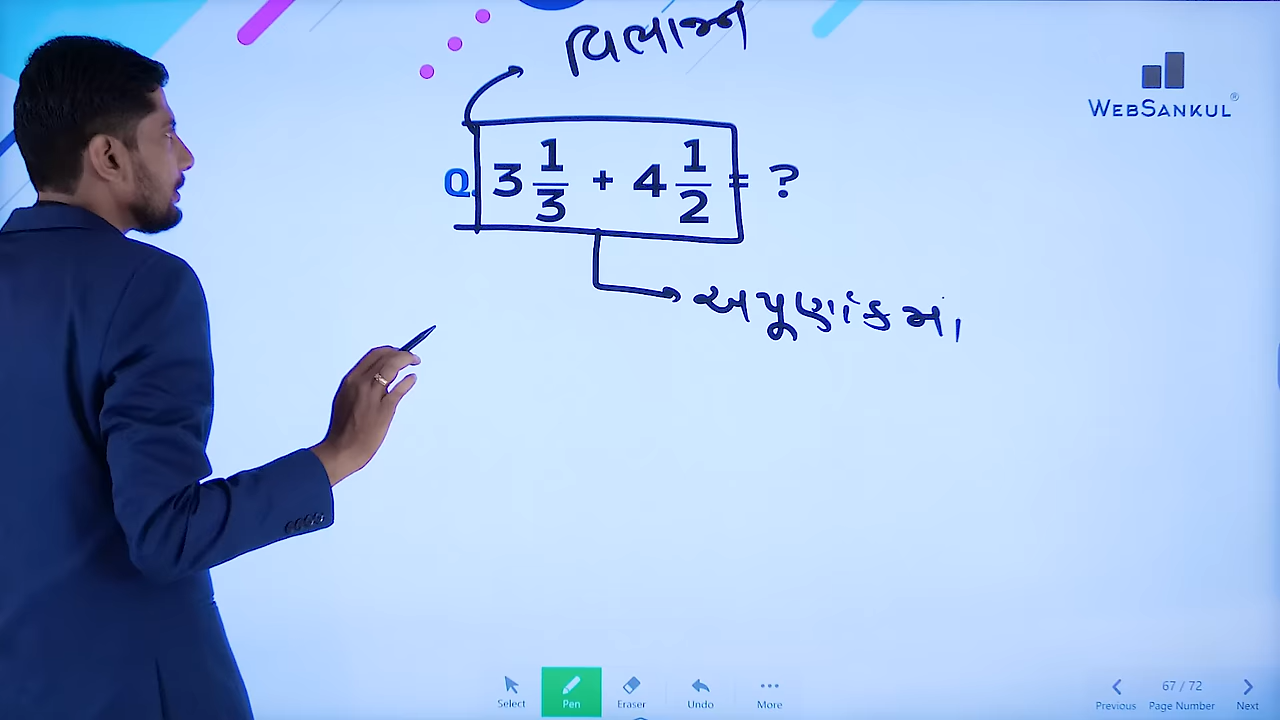 વિભાજન
WEBSANKUL®
Q. 3 1/3 + 4 1/2 = ?
અપૂર્ણાંકમા
Select Pen Eraser Undo More
67 / 72
Previous Page Number Next